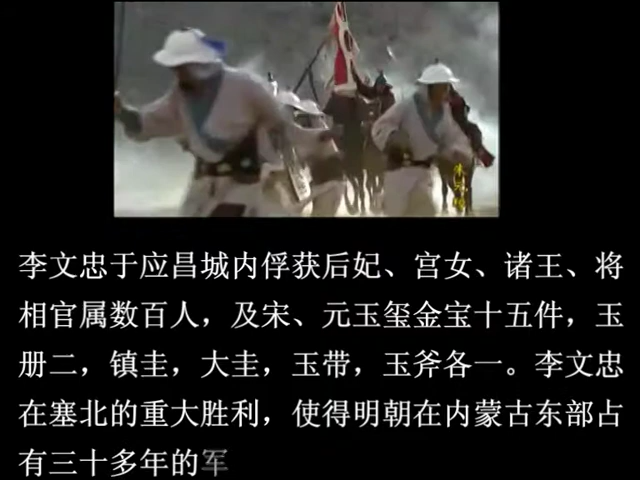 朱元璋
李文忠于应昌城内俘获后妃、宫女、诸王、将
相官属数百人，及宋、元玉玺金宝十五件，玉
册二，镇圭，大圭，玉带，玉斧各一。李文忠
在塞北的重大胜利，使得明朝在内蒙古东部占
有三十多年的军